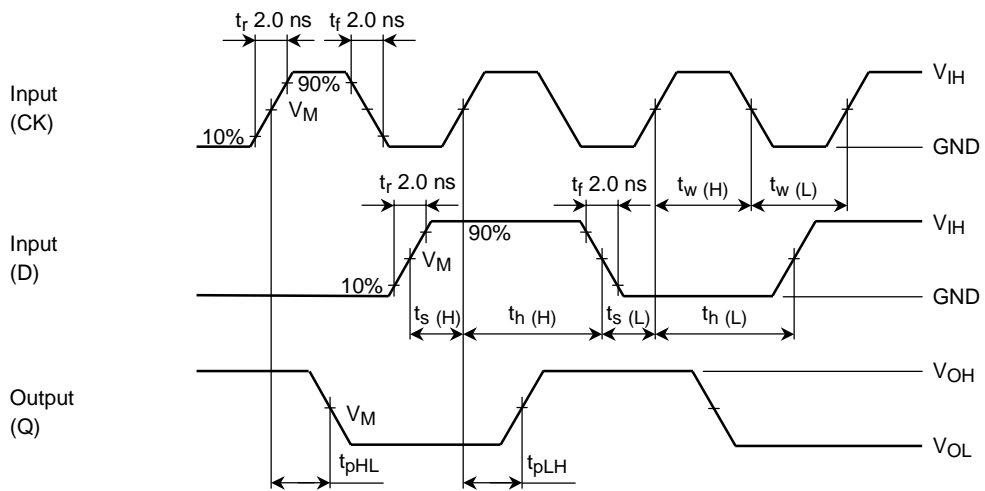 tr 2.0 ns tf 2.0 ns
Input
(CK)
90%
VM
10%
VIH
GND
tr 2.0 ns tf 2.0 ns
tw (H) tw (L)
Input
(D)
90%
VM
10%
VIH
GND
ts (H) th (H) ts (L) th (L)
Output
(Q)
VM
VOH
VOL
tpHL tpLH